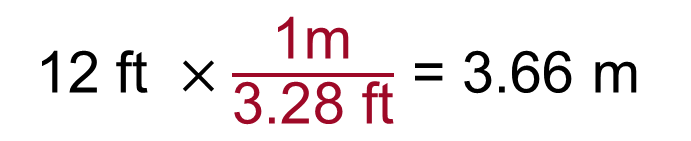 12 ft × 1m / 3.28 ft = 3.66 m